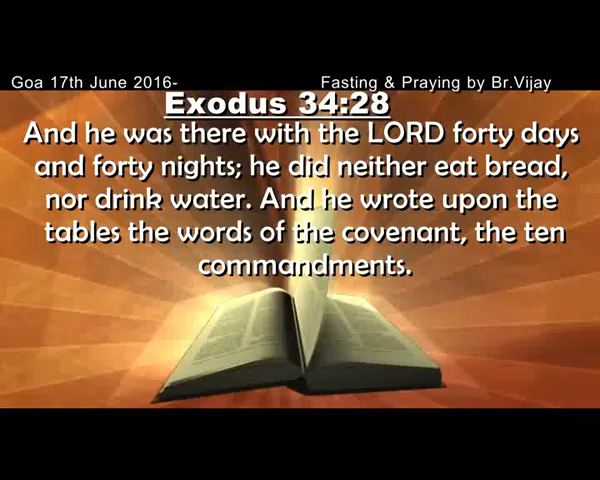 Goa 17th June 2016- Fasting & Praying by Br.Vijay
Exodus 34:28
And he was there with the LORD forty days
and forty nights; he did neither eat bread,
nor drink water. And he wrote upon the
tables the words of the covenant, the ten
commandments.